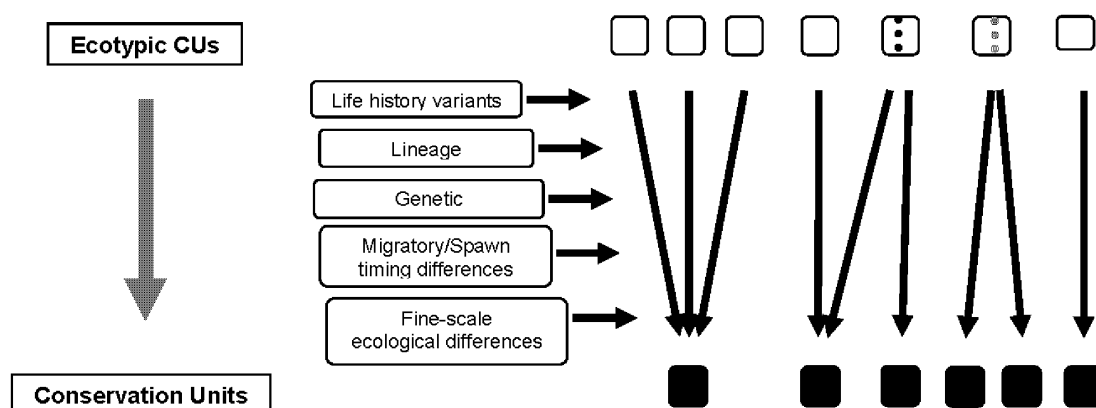 Ecotypic CUs
Life history variants
Lineage
Genetic
Migratory/Spawn
timing differences
Fine-scale
ecological differences
Conservation Units